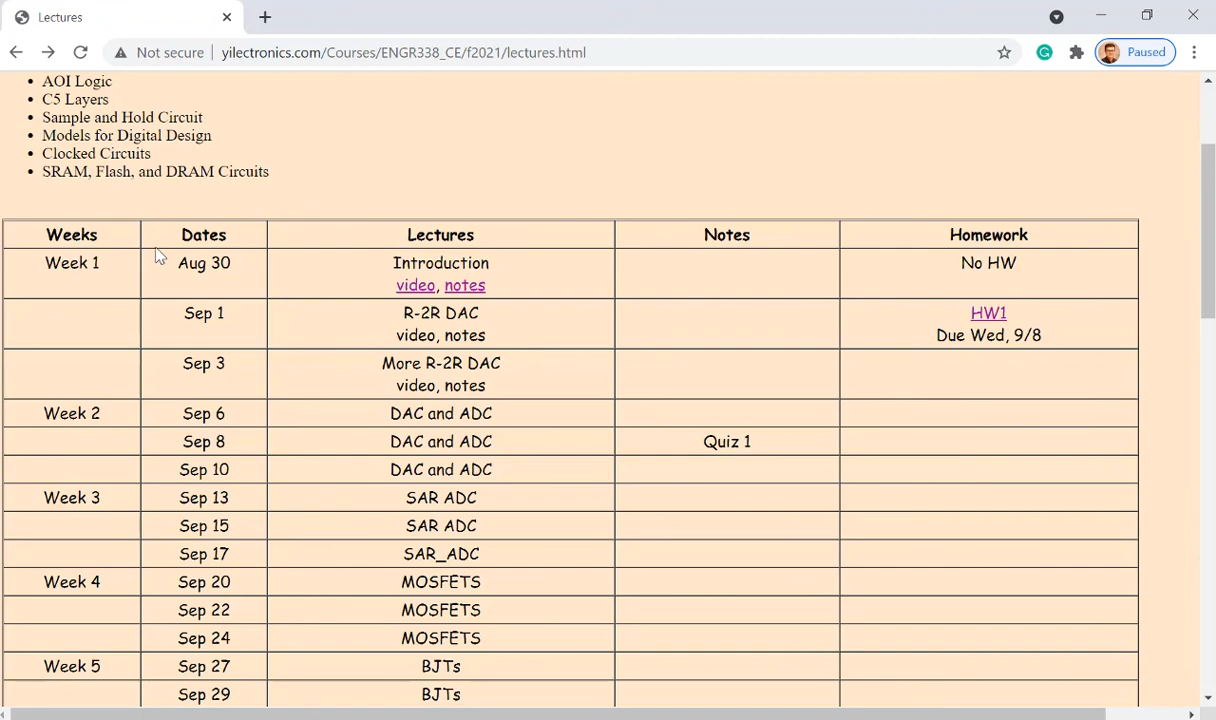 Lectures
Not secure yilectronics.com/Courses/ENGR338_CE/f2021/lectures.html Paused
• AOI Logic
• C5 Layers
• Sample and Hold Circuit
• Models for Digital Design
• Clocked Circuits
• SRAM, Flash, and DRAM Circuits
Weeks Dates Lectures Notes Homework
Week 1 Aug 30 Introduction No HW
video, notes
Sep 1 R-2R DAC HW1
video, notes Due Wed, 9/8
Sep 3 More R-2R DAC
video, notes
Week 2 Sep 6 DAC and ADC
Sep 8 DAC and ADC Quiz 1
Sep 10 DAC and ADC
Week 3 Sep 13 SAR ADC
Sep 15 SAR ADC
Sep 17 SAR_ADC
Week 4 Sep 20 MOSFETS
Sep 22 MOSFETS
Sep 24 MOSFETS
Week 5 Sep 27 BJTs
Sep 29 BJTs